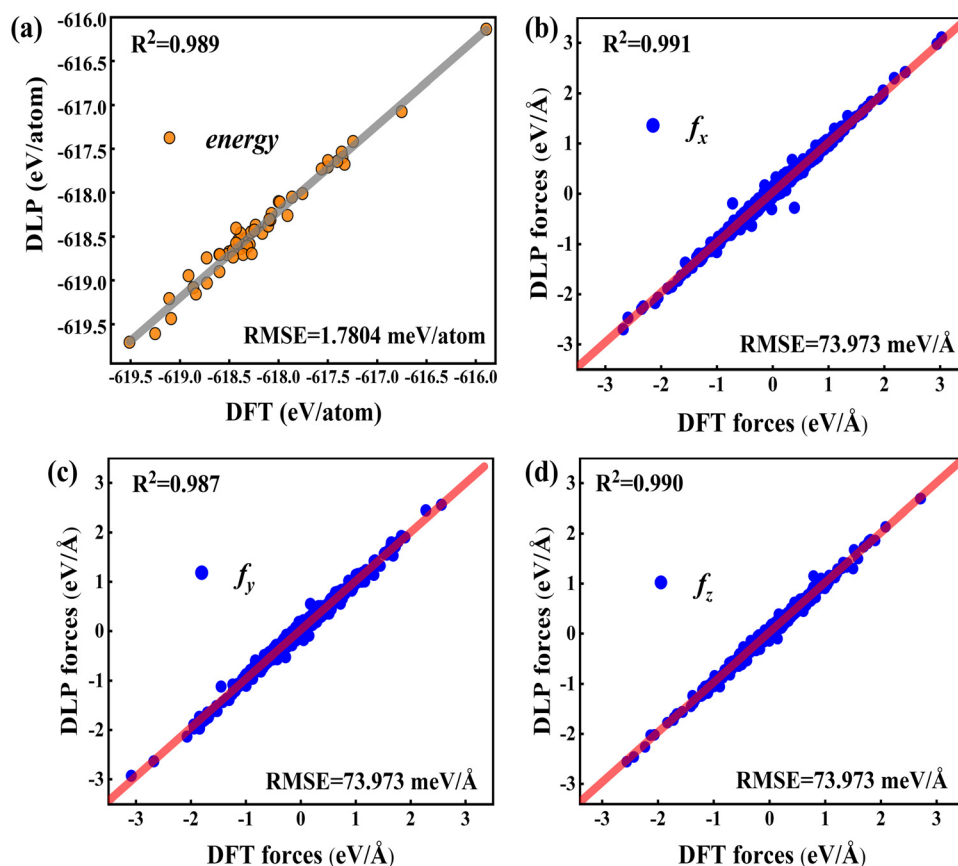 (a)
R²=0.989
energy
RMSE=1.7804 meV/atom
DLP (eV/atom)
-616.0
-616.5
-617.0
-617.5
-618.0
-618.5
-619.0
-619.5
-619.5 -619.0 -618.5 -618.0 -617.5 -616.0 -616.5 -616.0
DFT (eV/atom)
(b)
R²=0.991
fx
RMSE=73.973 meV/Å
DLP forces (eV/Å)
3
2
1
0
-1
-2
-3
-3 -2 -1 0 1 2 3
DFT forces (eV/Å)
(c)
R²=0.987
fy
RMSE=73.973 meV/Å
DLP forces (eV/Å)
3
2
1
0
-1
-2
-3
-3 -2 -1 0 1 2 3
DFT forces (eV/Å)
(d)
R²=0.990
fz
RMSE=73.973 meV/Å
DLP forces (eV/Å)
3
2
1
0
-1
-2
-3
-3 -2 -1 0 1 2 3
DFT forces (eV/Å)